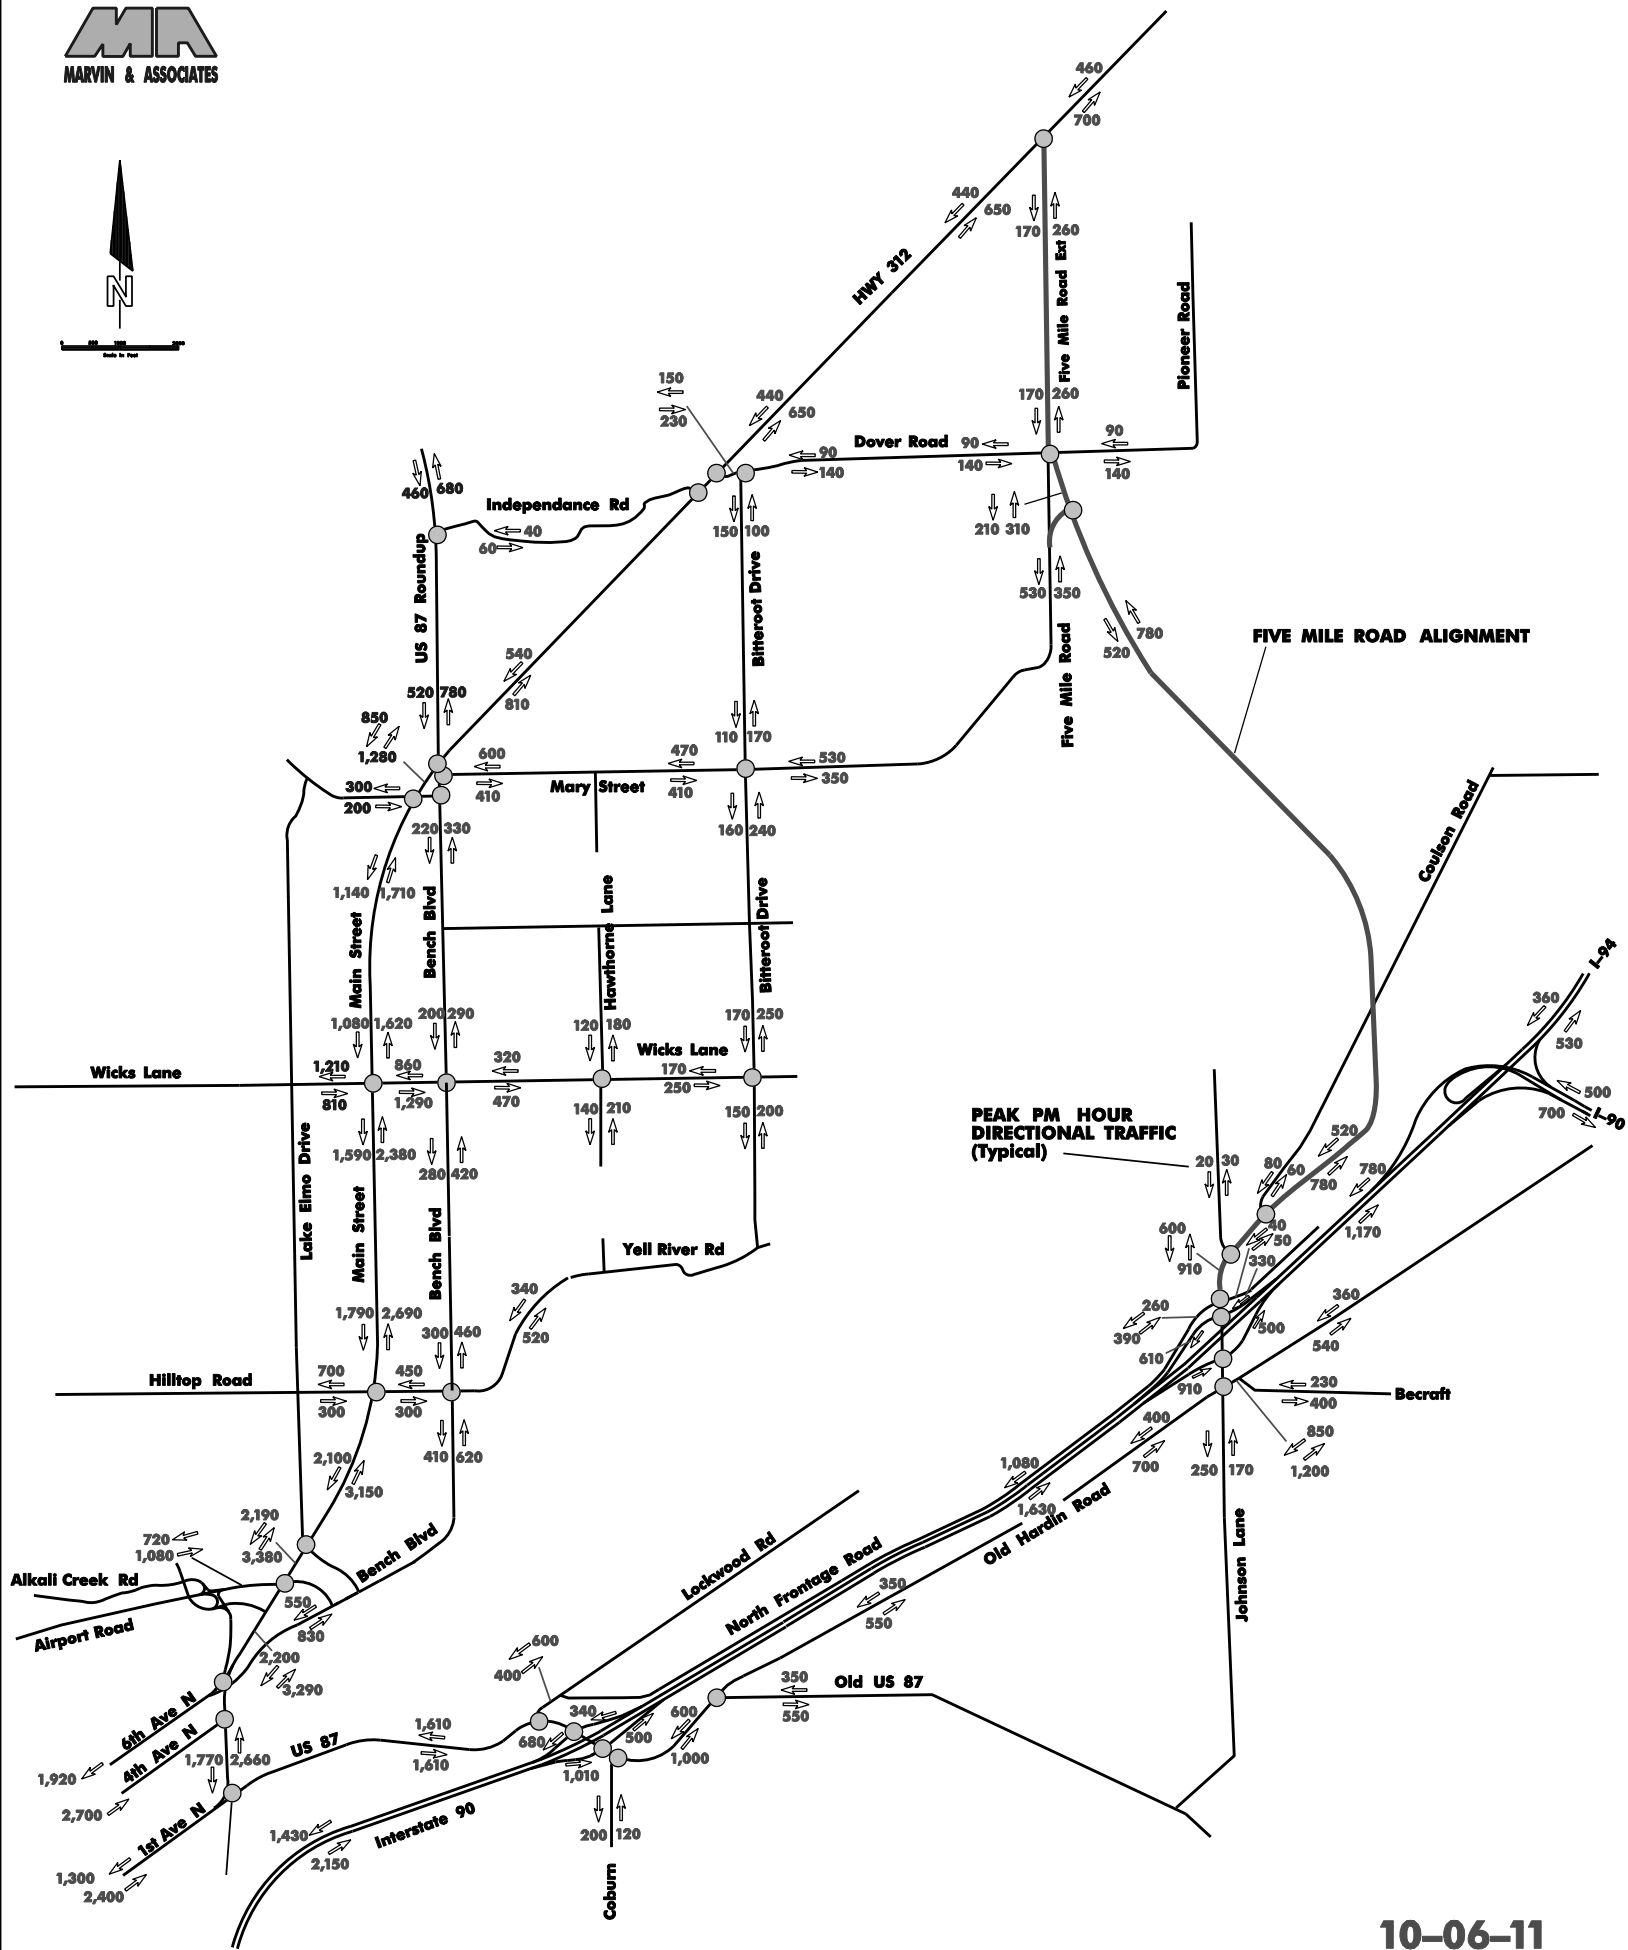 MARVIN & ASSOCIATES
460
700
N
440
650
170 260
HWY 312
Five Mile Road Ext
Pioneer Road
0 500 1000 2000
Scale in Feet
150
230
440
650
170 260
Dover Road
90
140
90
140
90
140
460 680
Independance Rd
40
60
150 100
210 310
US 87 Roundup
Bitteroot Drive
530 350
780
520
FIVE MILE ROAD ALIGNMENT
Five Mile Road
540
810
520 780
850
1,280
110 170
600
410
470
410
530
350
Mary Street
300
200
220 330
160 240
Coulson Road
1,140 1,710
Main Street
Bench Blvd
Hawthorne Lane
Bitteroot Drive
I-94
360
530
1,080 1,620
200 290
120 180
170 250
Wicks Lane
Wicks Lane
1,210
810
860
1,290
320
470
170
250
500
700
I-90
140 210
150 200
PEAK PM HOUR
DIRECTIONAL TRAFFIC
(Typical)
1,590 2,380
280 420
Lake Elmo Drive
Main Street
Bench Blvd
520
780
20 30
80
60
780
1,170
600
910
40
50
330
Yell River Rd
340
520
1,790 2,690
300 460
260
390
610
500
360
540
Hilltop Road
700
300
450
300
910
230
400
Becraft
410 620
400
700
250 170
850
1,200
2,100
3,150
1,080
1,630
Old Hardin Road
2,190
3,380
720
1,080
Bench Blvd
Alkali Creek Rd
Airport Road
550
830
Lockwood Rd
North Frontage Road
350
550
Johnson Lane
2,200
3,290
600
400
350
550
Old US 87
6th Ave N
4th Ave N
1,770 2,660
US 87
1,610
1,610
340
680
500
600
1,000
1,010
1,920
2,700
1st Ave N
1,300
2,400
1,430
2,150
Interstate 90
200 120
Coburn
10-06-11